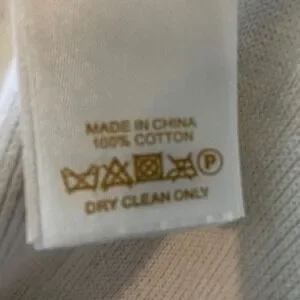 MADE IN CHINA
100% COTTON
P
DRY CLEAN ONLY